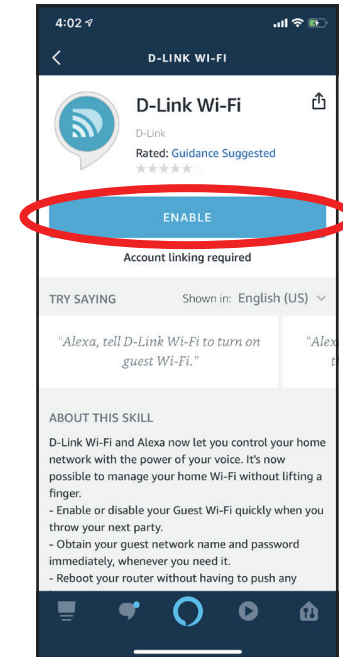 4:02
D-LINK WI-FI
D-Link Wi-Fi
D-Link
Rated: Guidance Suggested
ENABLE
Account linking required
TRY SAYING Shown in: English (US)
"Alexa, tell D-Link Wi-Fi to turn on "Alex
guest Wi-Fi." t
ABOUT THIS SKILL
D-Link Wi-Fi and Alexa now let you control your home
network with the power of your voice. It's now
possible to manage your home Wi-Fi without lifting a
finger.
- Enable or disable your Guest Wi-Fi quickly when you
throw your next party.
- Obtain your guest network name and password
immediately, whenever you need it.
- Reboot your router without having to push any